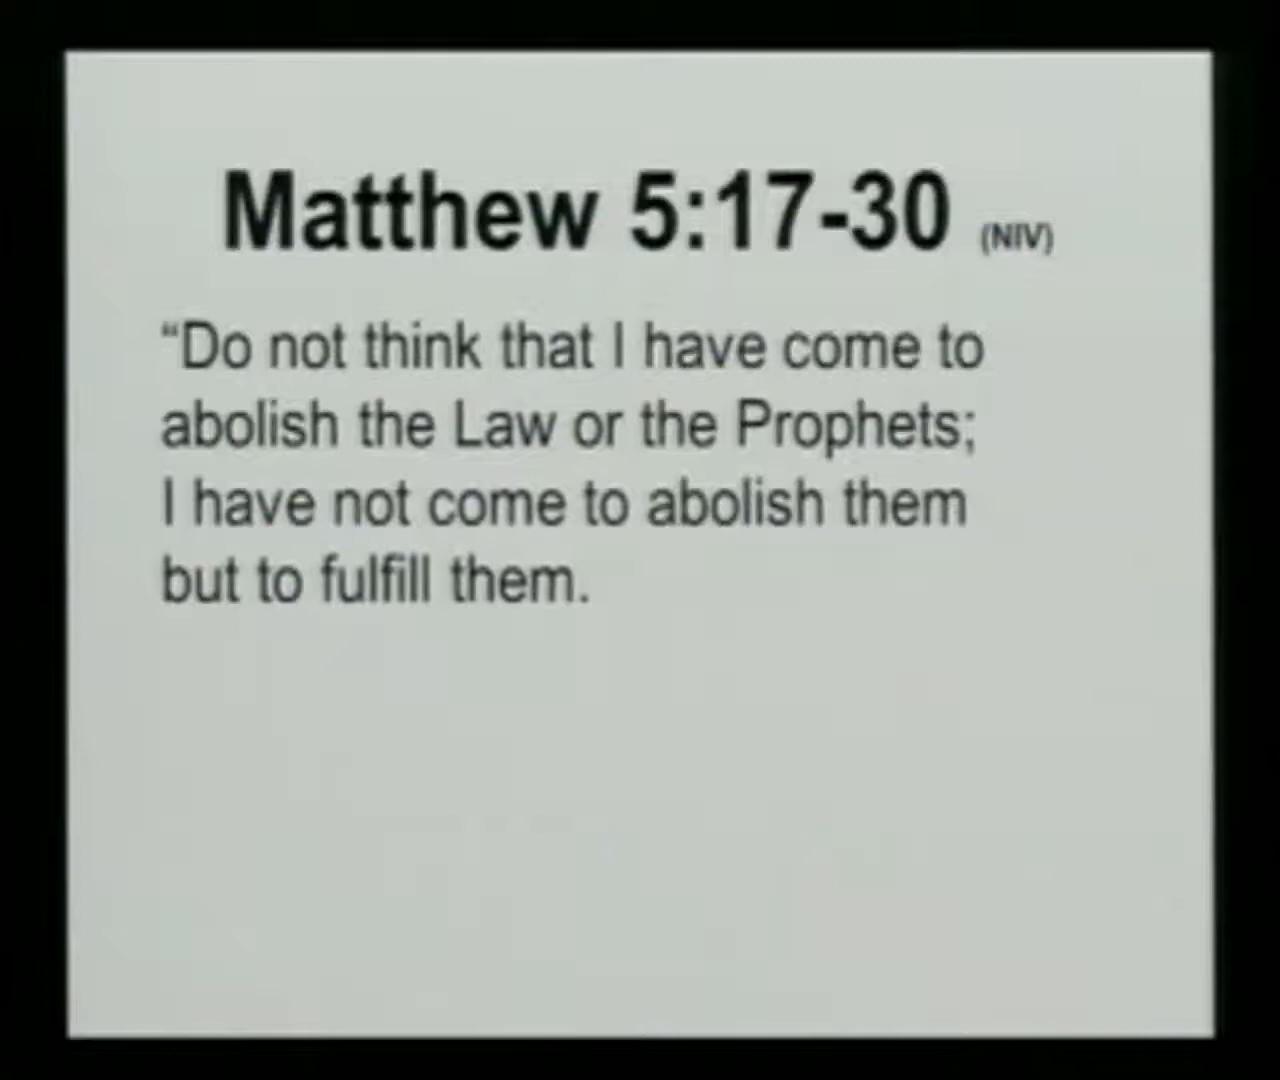 Matthew 5:17-30 (NIV)
“Do not think that I have come to
abolish the Law or the Prophets;
I have not come to abolish them
but to fulfill them.